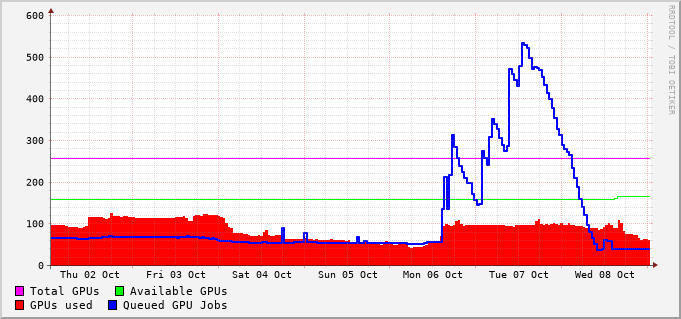 600
500
400
300
200
100
0
Thu 02 Oct Fri 03 Oct Sat 04 Oct Sun 05 Oct Mon 06 Oct Tue 07 Oct Wed 08 Oct
Total GPUs Available GPUs
GPUs used Queued GPU Jobs
RRDTOOL / TOBI OETIKER